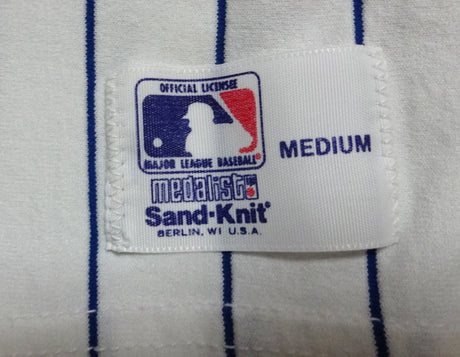 OFFICIAL LICENSEE
MAJOR LEAGUE BASEBALL®
MEDIUM
medalist
Sand-Knit®
BERLIN, WI U.S.A.